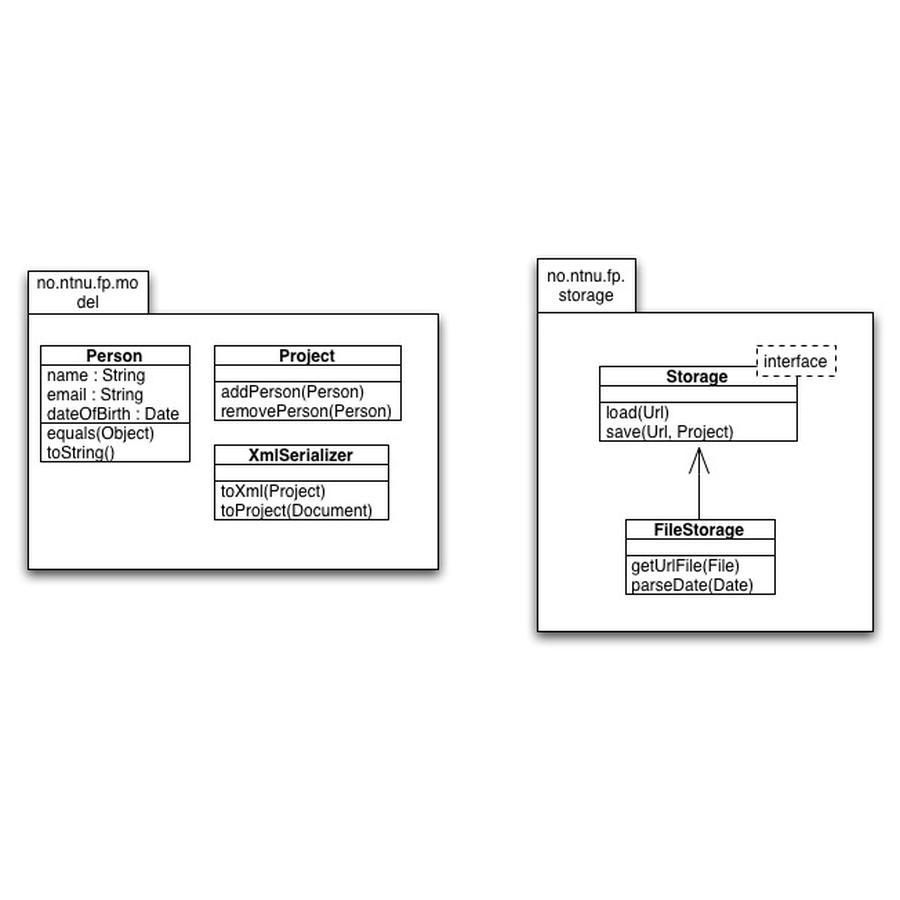 no.ntnu.fp.mo
del
Person
name : String
email : String
dateOfBirth : Date
equals(Object)
toString()
Project
addPerson(Person)
removePerson(Person)
XmlSerializer
toXml(Project)
toProject(Document)
no.ntnu.fp.
storage
interface
Storage
load(Url)
save(Url, Project)
FileStorage
getUrlFile(File)
parseDate(Date)